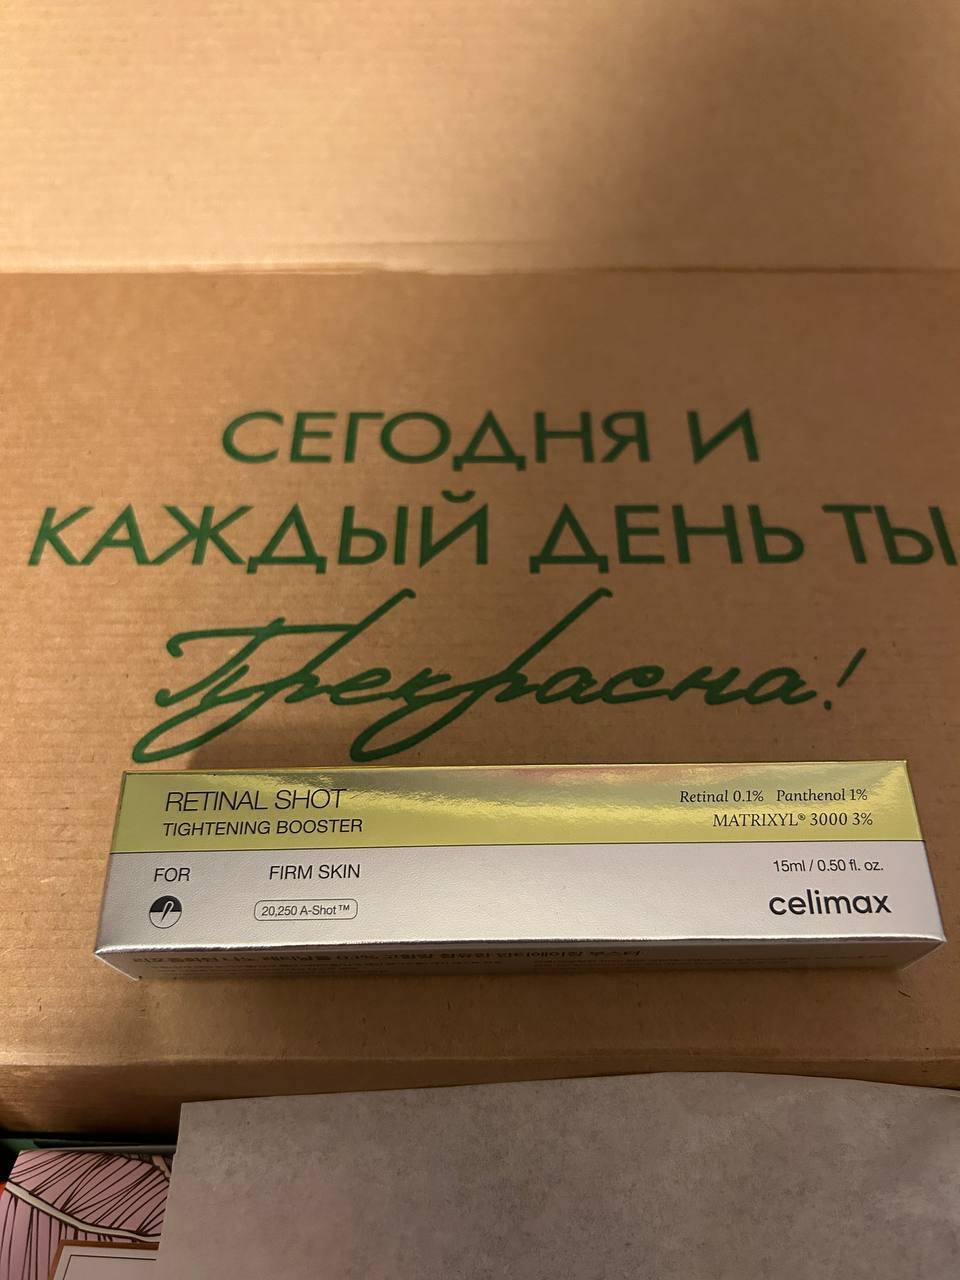 СЕГОДНЯ И
КАЖДЫЙ ДЕНЬ ТЫ
Прекрасна!
RETINAL SHOT
TIGHTENING BOOSTER
Retinal 0.1% Panthenol 1%
MATRIXYL® 3000 3%
FOR FIRM SKIN
20,250 A-Shot™
15ml / 0.50 fl. oz.
celimax